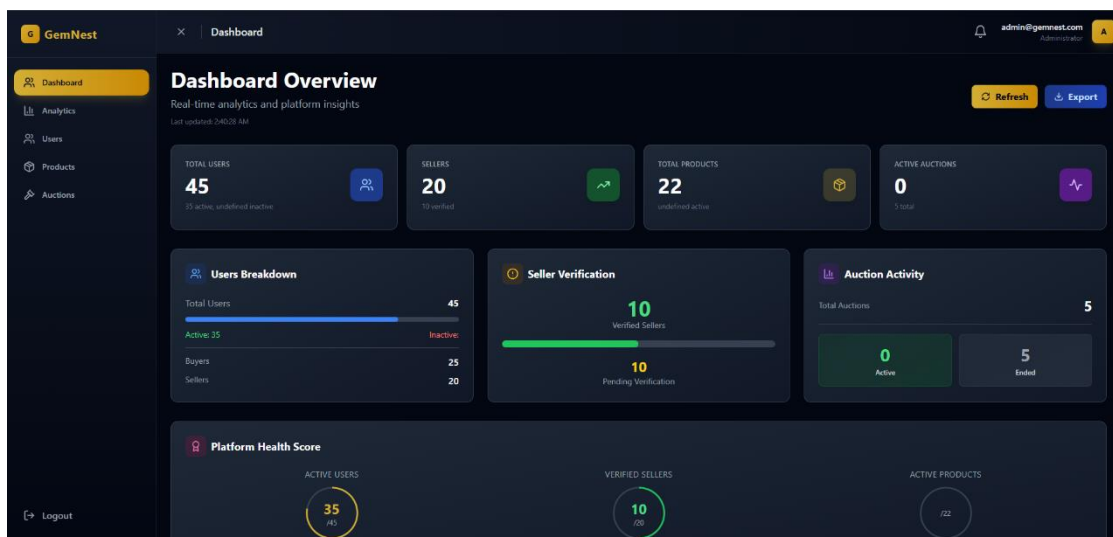 G GemNest
Dashboard
admin@gemnest.com
Administrator
A
Dashboard
Analytics
Users
Products
Auctions
Logout
Dashboard Overview
Real-time analytics and platform insights
Last updated: 2:40:28 AM
Refresh
Export
TOTAL USERS
45
35 active, undefined inactive
SELLERS
20
10 verified
TOTAL PRODUCTS
22
undefined active
ACTIVE AUCTIONS
0
5 total
Users Breakdown
Total Users 45
Active: 35 Inactive:
Buyers 25
Sellers 20
Seller Verification
10
Verified Sellers
10
Pending Verification
Auction Activity
Total Auctions 5
0
Active
5
Ended
Platform Health Score
ACTIVE USERS
35
/45
VERIFIED SELLERS
10
/20
ACTIVE PRODUCTS
/22